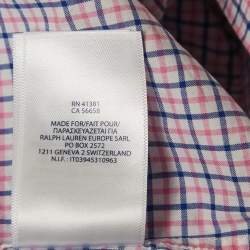 RN 41381
CA 56658
MADE FOR/FAIT POUR/
ΠΑΡΑΣΚΕΥΑΖΕΤΑΙ ΓΙΑ
RALPH LAUREN EUROPE SARL
PO BOX 2572
1211 GENEVA 2 SWITZERLAND
N.I.F.: IT03945310963